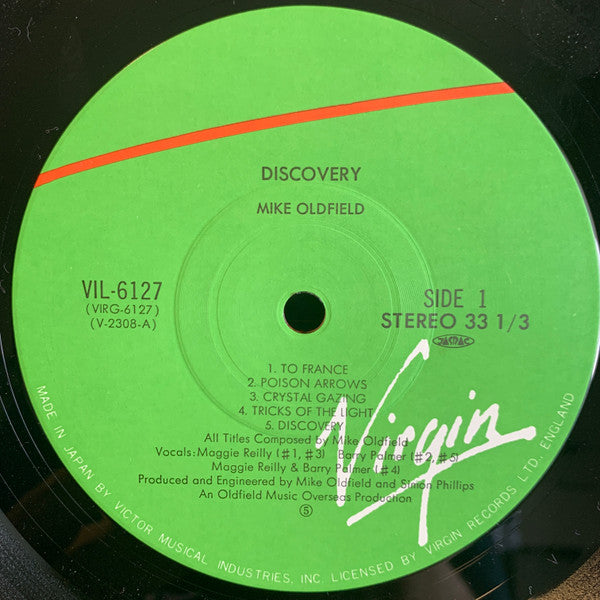 DISCOVERY
MIKE OLDFIELD
VIL-6127
(VIRG-6127)
(V-2308-A)
SIDE 1
STEREO 33 1/3
JASRAC
1. TO FRANCE
2. POISON ARROWS
3. CRYSTAL GAZING
4. TRICKS OF THE LIGHT
5. DISCOVERY
All Titles Composed by Mike Oldfield
Vocals: Maggie Reilly (#1, #3) Barry Palmer (#2, #5)
Maggie Reilly & Barry Palmer (#4)
Produced and Engineered by Mike Oldfield and Simon Phillips
An Oldfield Music Overseas Production
⑤
Virgin
MADE IN JAPAN BY VICTOR MUSICAL INDUSTRIES, INC. LICENSED BY VIRGIN RECORDS LTD., ENGLAND